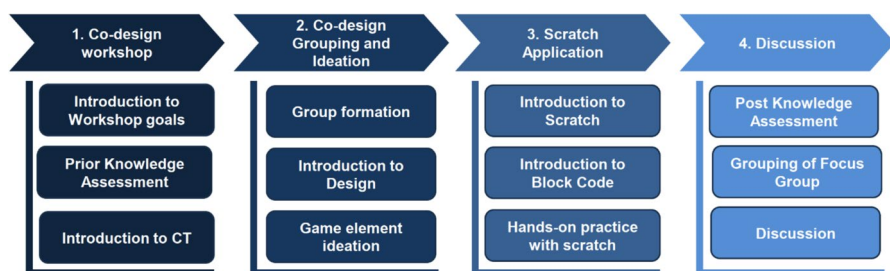 1. Co-design
workshop
Introduction to
Workshop goals
Prior Knowledge
Assessment
Introduction to CT
2. Co-design
Grouping and
Ideation
Group formation
Introduction to
Design
Game element
ideation
3. Scratch
Application
Introduction to
Scratch
Introduction to
Block Code
Hands-on practice
with scratch
4. Discussion
Post Knowledge
Assessment
Grouping of Focus
Group
Discussion